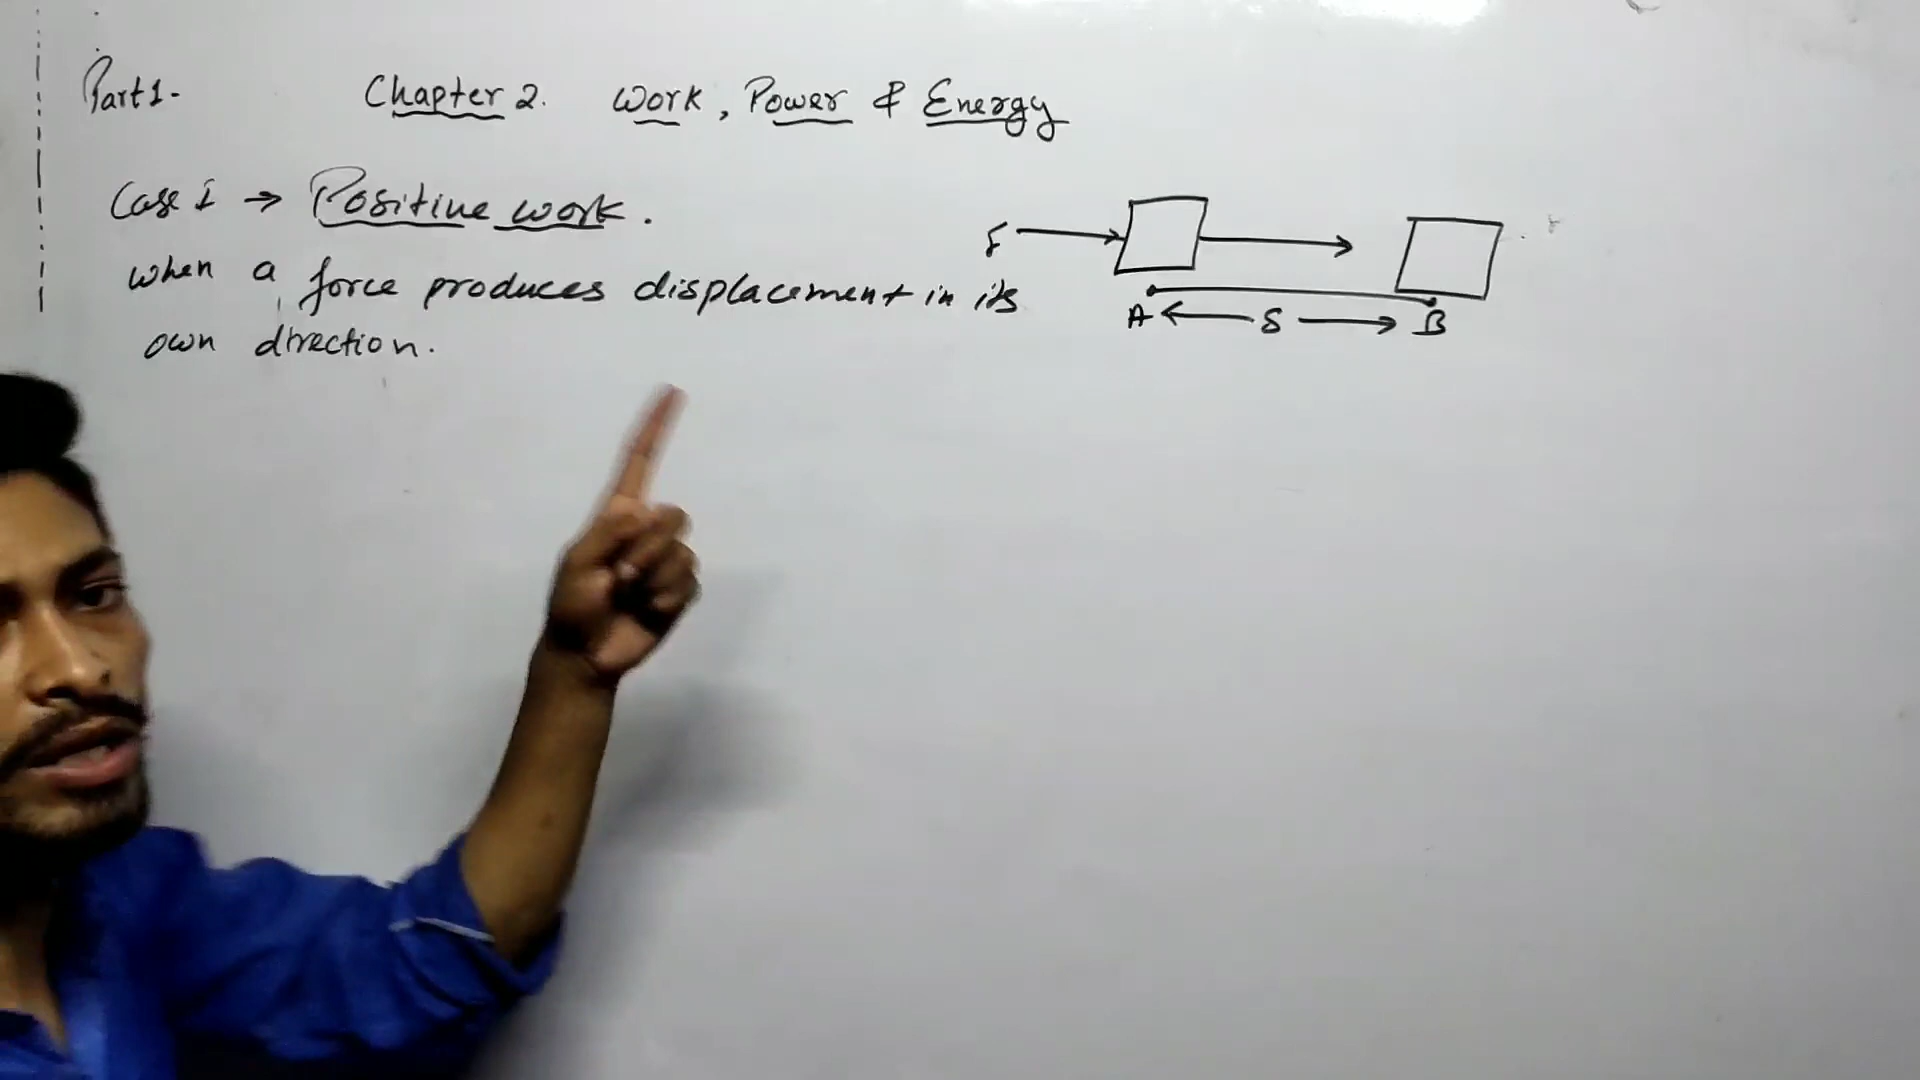 Part 1- Chapter 2. Work, Power & Energy
Case I → Positive work.
when a force produces displacement in its
own direction.
F
A ← S → B